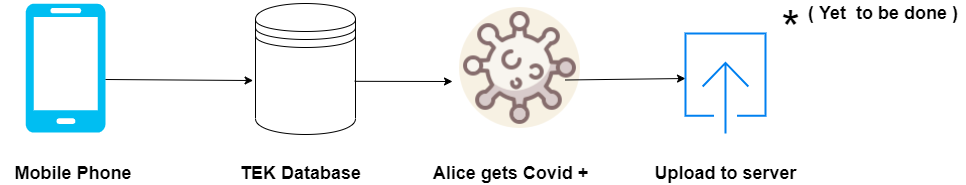 * ( Yet to be done )
Mobile Phone
TEK Database
Alice gets Covid +
Upload to server